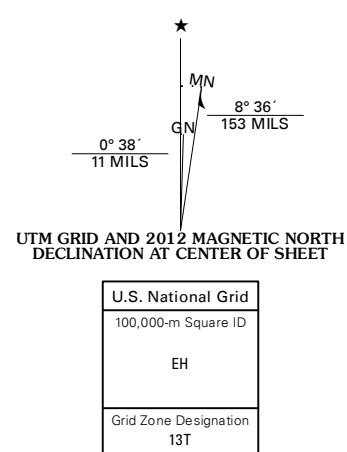 ★
MN
8° 36´
153 MILS
GN
0° 38´
11 MILS
UTM GRID AND 2012 MAGNETIC NORTH
DECLINATION AT CENTER OF SHEET
U.S. National Grid
100,000-m Square ID
EH
Grid Zone Designation
13T